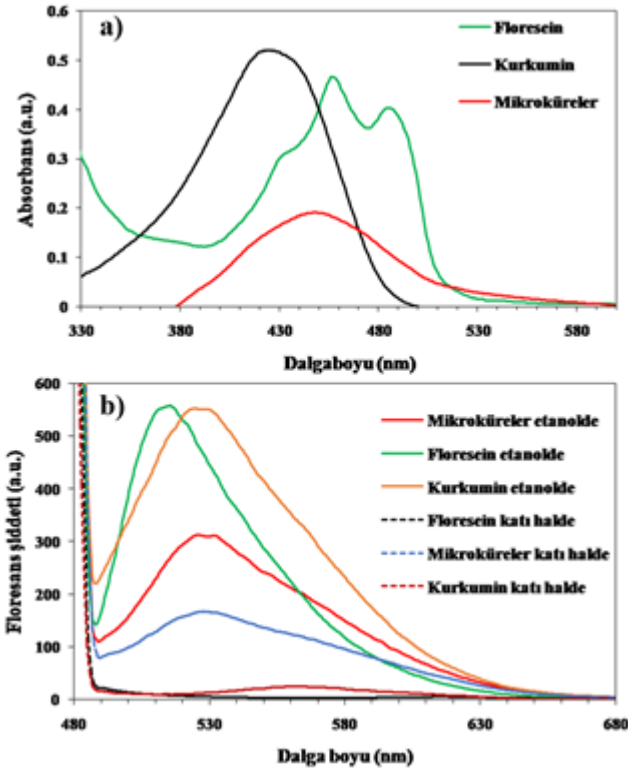 a)
Absorbans (a.u.)
0.6
0.5
0.4
0.3
0.2
0.1
0
Floresein
Kurkumin
Mikroküreler
330 380 430 480 530 580
Dalgaboyu (nm)
b)
Floresans şiddeti (a.u.)
600
500
400
300
200
100
0
Mikroküreler etanolde
Floresein etanolde
Kurkumin etanolde
Floresein katı halde
Mikroküreler katı halde
Kurkumin katı halde
480 530 580 630 680
Dalga boyu (nm)